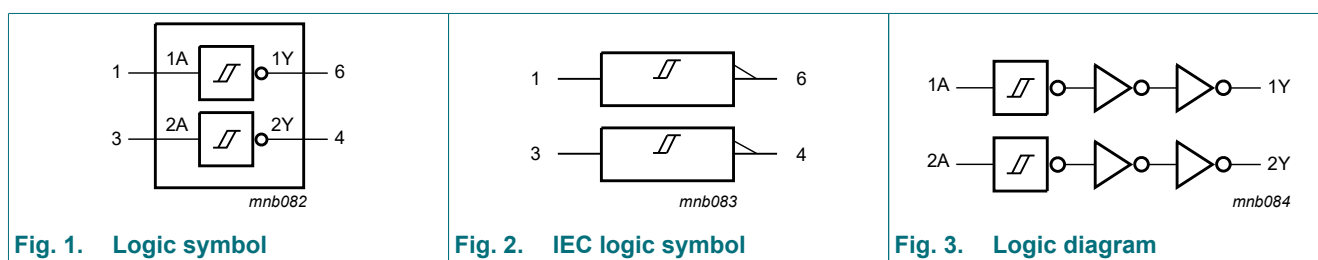 1 1A 1Y 6
3 2A 2Y 4
mnb082
Fig. 1. Logic symbol
1 6
3 4
mnb083
Fig. 2. IEC logic symbol
1A 1Y
2A 2Y
mnb084
Fig. 3. Logic diagram